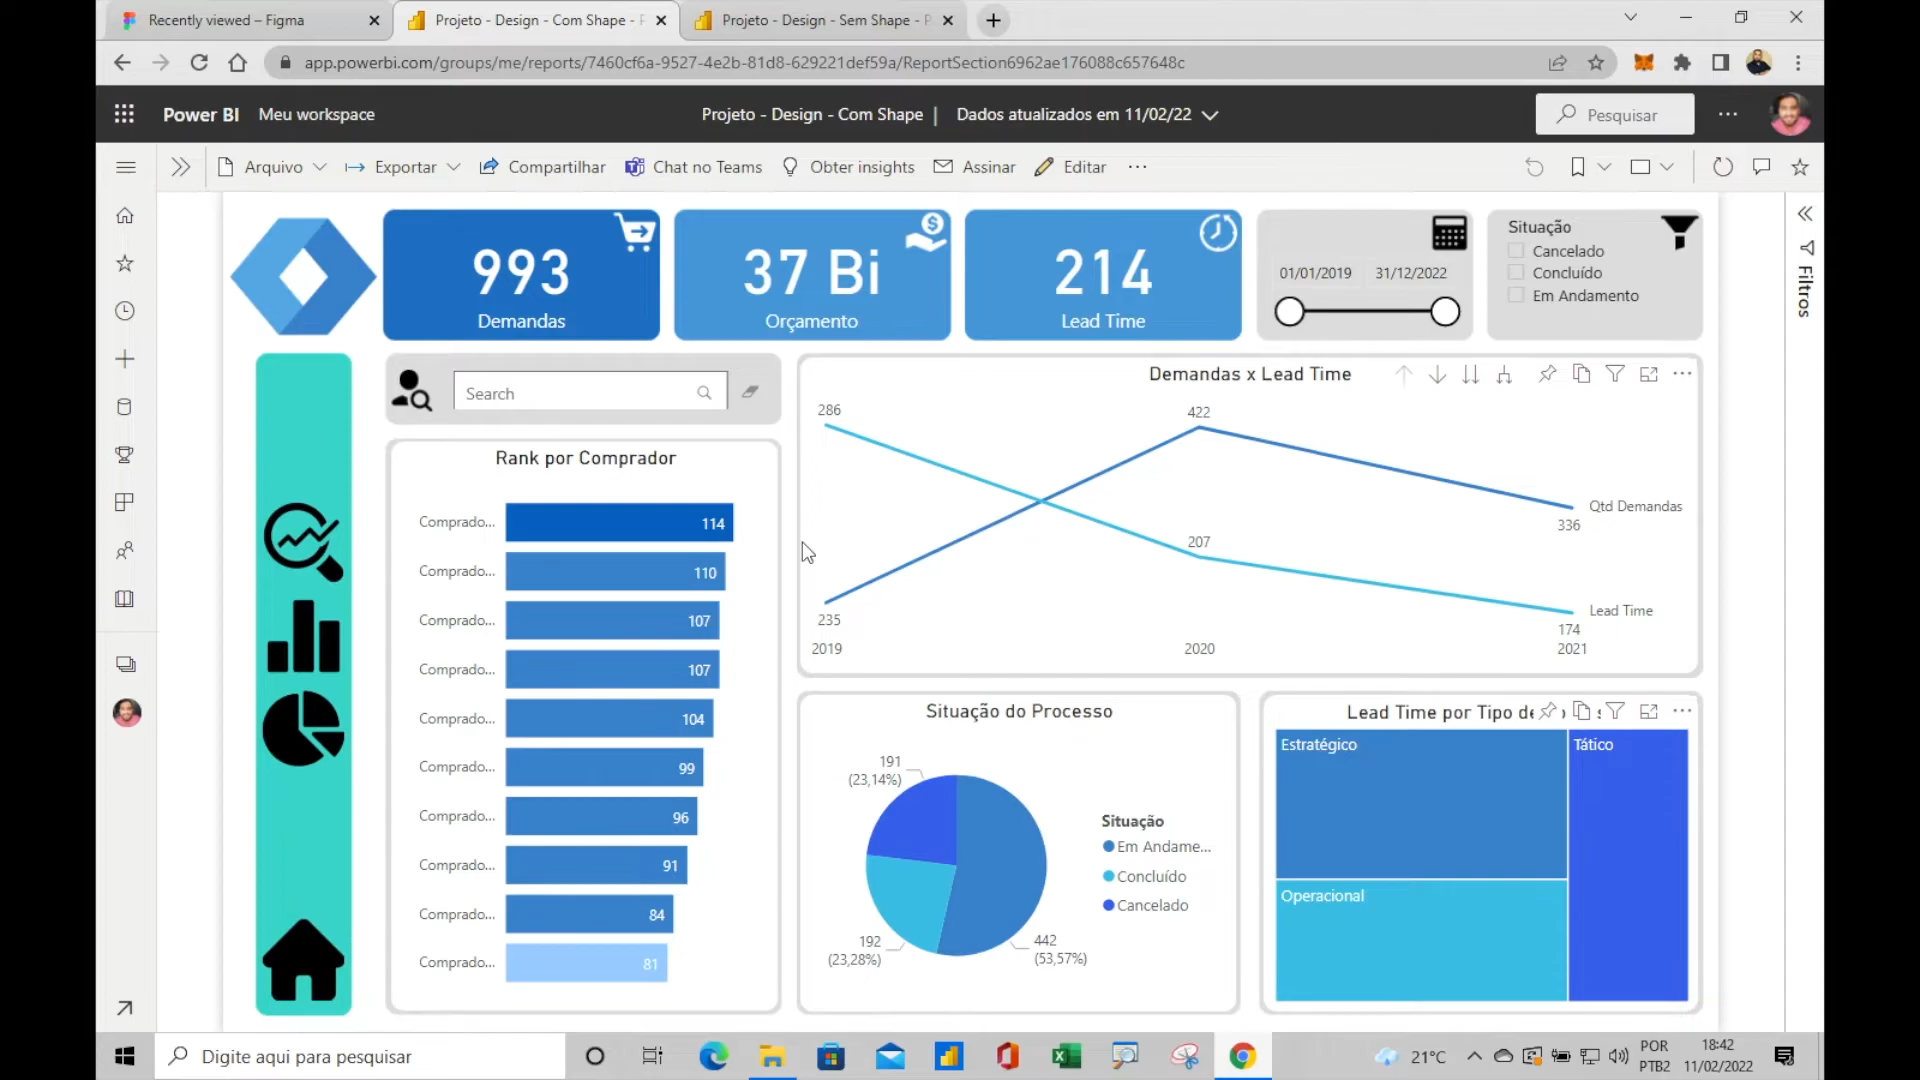 Recently viewed – Figma
Projeto - Design - Com Shape -
Projeto - Design - Sem Shape -
app.powerbi.com/groups/me/reports/7460cf6a-9527-4e2b-81d8-629221def59a/ReportSection6962ae176088c657648c
Power BI Meu workspace
Projeto - Design - Com Shape | Dados atualizados em 11/02/22
Pesquisar
Arquivo Exportar Compartilhar Chat no Teams Obter insights Assinar Editar ...
993
Demandas
37 Bi
Orçamento
214
Lead Time
01/01/2019 31/12/2022
Situação
Cancelado
Concluído
Em Andamento
Filtros
Search
Rank por Comprador
Comprado... 114
Comprado... 110
Comprado... 107
Comprado... 107
Comprado... 104
Comprado... 99
Comprado... 96
Comprado... 91
Comprado... 84
Comprado... 81
Demandas x Lead Time
286
422
Qtd Demandas
336
207
235
Lead Time
174
2019 2020 2021
Situação do Processo
191
(23,14%)
192
(23,28%)
442
(53,57%)
Situação
Em Andame...
Concluído
Cancelado
Lead Time por Tipo de
Estratégico
Tático
Operacional
Digite aqui para pesquisar
21°C
POR
PTB2
18:42
11/02/2022